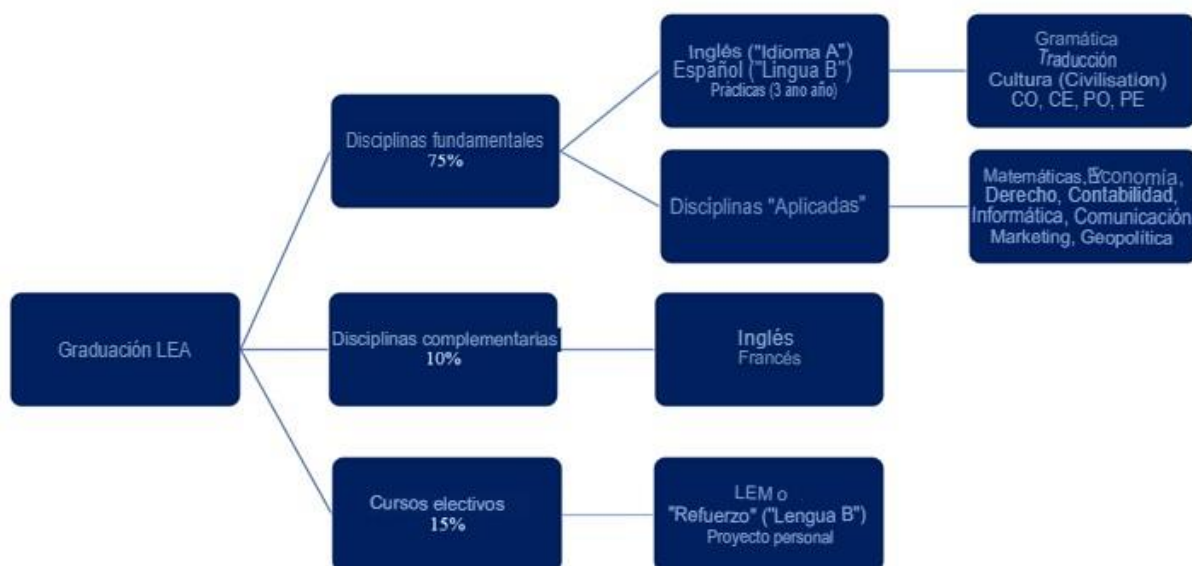 Graduación LEA
Disciplinas fundamentales
75%
Inglés ("Idioma A")
Español ("Lingua B")
Prácticas (3 ano año)
Gramática
Traducción
Cultura (Civilisation)
CO, CE, PO, PE
Disciplinas "Aplicadas"
Matemáticas, Economía,
Derecho, Contabilidad,
Informática, Comunicación
Marketing, Geopolítica
Disciplinas complementarias
10%
Inglés
Francés
Cursos electivos
15%
LEM o
"Refuerzo" ("Lengua B")
Proyecto personal